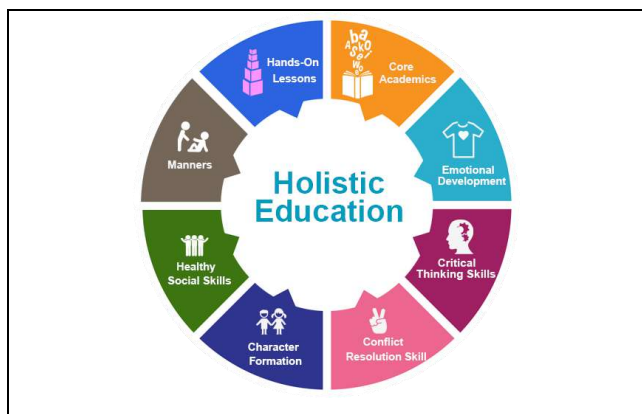 Holistic
Education
Core
Academics
Emotional
Development
Critical
Thinking Skills
Conflict
Resolution Skill
Character
Formation
Healthy
Social Skills
Manners
Hands-On
Lessons